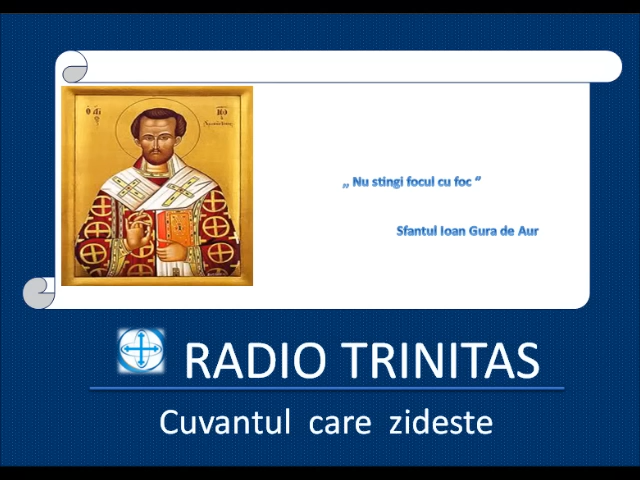 „ Nu stingi focul cu foc ”
Sfantul Ioan Gura de Aur
RADIO TRINITAS
Cuvantul care zideste